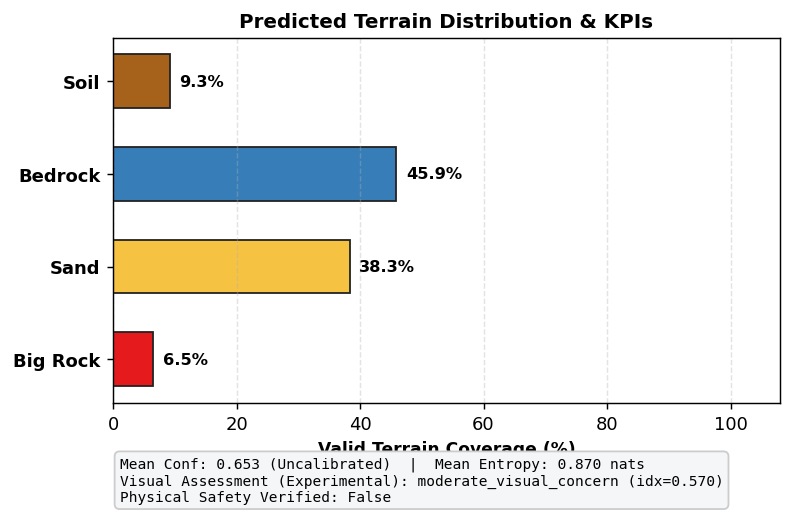 Predicted Terrain Distribution & KPIs
Soil
9.3%
Bedrock
45.9%
Sand
38.3%
Big Rock
6.5%
0 20 40 60 80 100
Valid Terrain Coverage (%)
Mean Conf: 0.653 (Uncalibrated) | Mean Entropy: 0.870 nats
Visual Assessment (Experimental): moderate_visual_concern (idx=0.570)
Physical Safety Verified: False